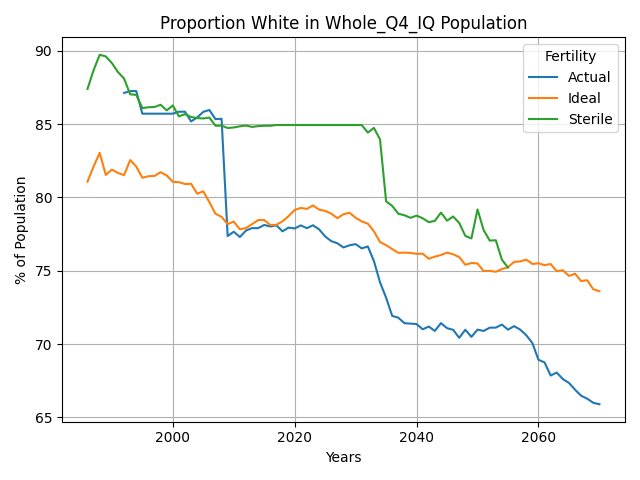 Proportion White in Whole_Q4_IQ Population
Fertility
Actual
Ideal
Sterile
% of Population
90
85
80
75
70
65
2000
2020
2040
2060
Years